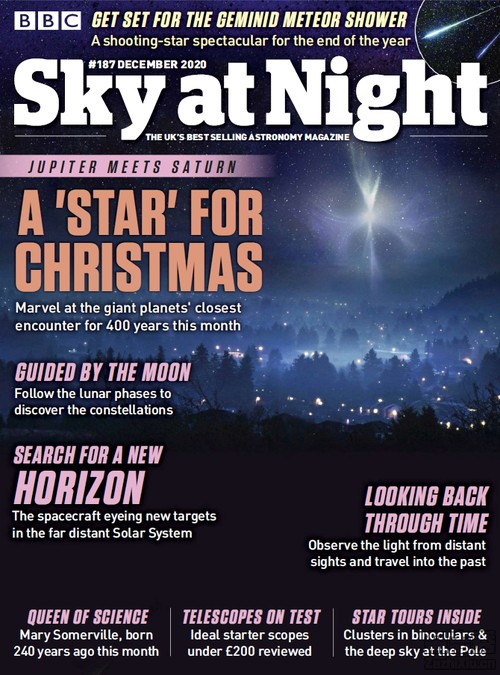 BBC
GET SET FOR THE GEMINID METEOR SHOWER
A shooting-star spectacular for the end of the year
#187 DECEMBER 2020
Sky at Night
THE UK'S BEST SELLING ASTRONOMY MAGAZINE
JUPITER MEETS SATURN
A 'STAR' FOR
CHRISTMAS
Marvel at the giant planets' closest
encounter for 400 years this month
GUIDED BY THE MOON
Follow the lunar phases to
discover the constellations
SEARCH FOR A NEW
HORIZON
The spacecraft eyeing new targets
in the far distant Solar System
LOOKING BACK
THROUGH TIME
Observe the light from distant
sights and travel into the past
QUEEN OF SCIENCE
Mary Somerville, born
240 years ago this month
TELESCOPES ON TEST
Ideal starter scopes
under £200 reviewed
STAR TOURS INSIDE
Clusters in binoculars &
the deep sky at the Pole